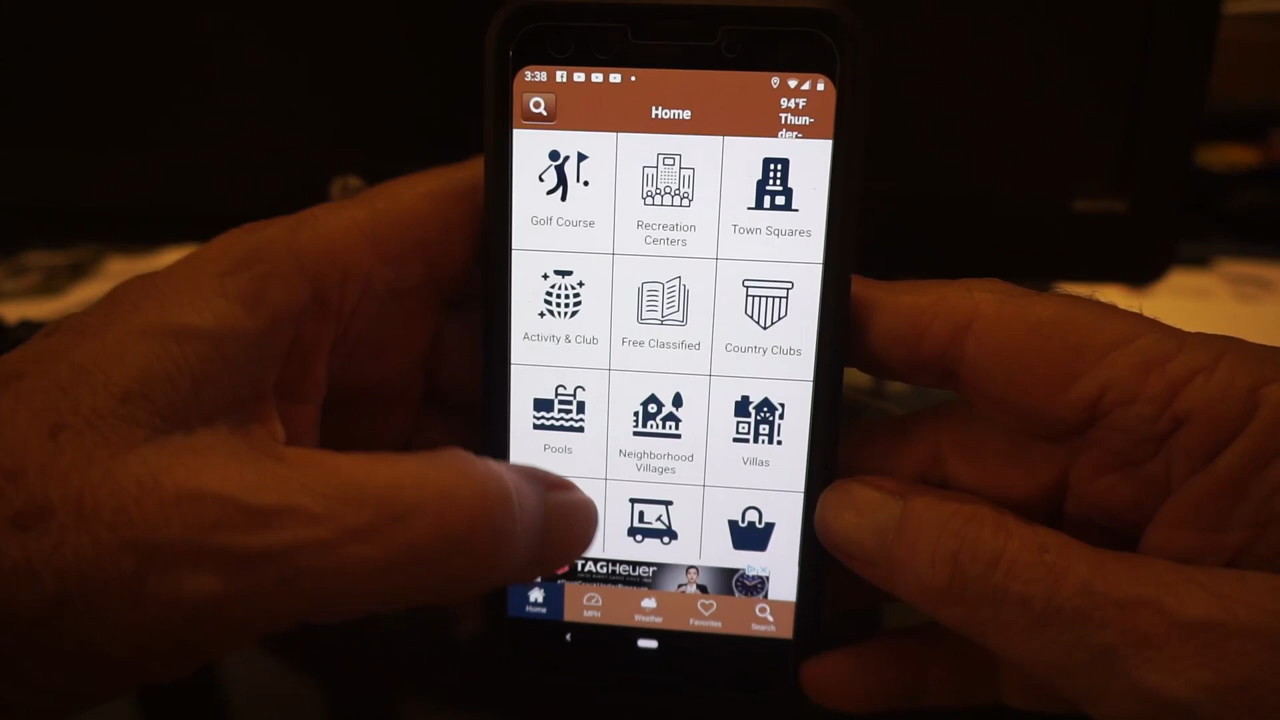 3:38
Home
94°F
Thun-
der-
Golf Course
Recreation
Centers
Town Squares
Activity & Club
Free Classified
Country Clubs
Pools
Neighborhood
Villages
Villas
TAGHeuer
Home
MPH
Weather
Favorites
Search